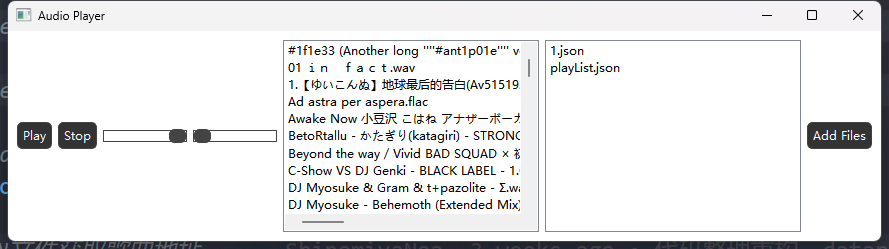 Audio Player
#1f1e33 (Another long """#ant1p01e"""
01 ｉｎ　ｆａｃｔ.wav
1.【ゆいこんぬ】地球最后的告白(Av51519
Ad astra per aspera.flac
Awake Now 小豆沢 こはね アナザーボーカ
BetoRtallu - かたぎり(katagiri) - STRONG
Beyond the way / Vivid BAD SQUAD ×
C-Show VS DJ Genki - BLACK LABEL - 1.
DJ Myosuke & Gram & t+pazolite - Σ.wa
DJ Myosuke - Behemoth (Extended Mix)
1.json
playList.json
Play
Stop
Add Files